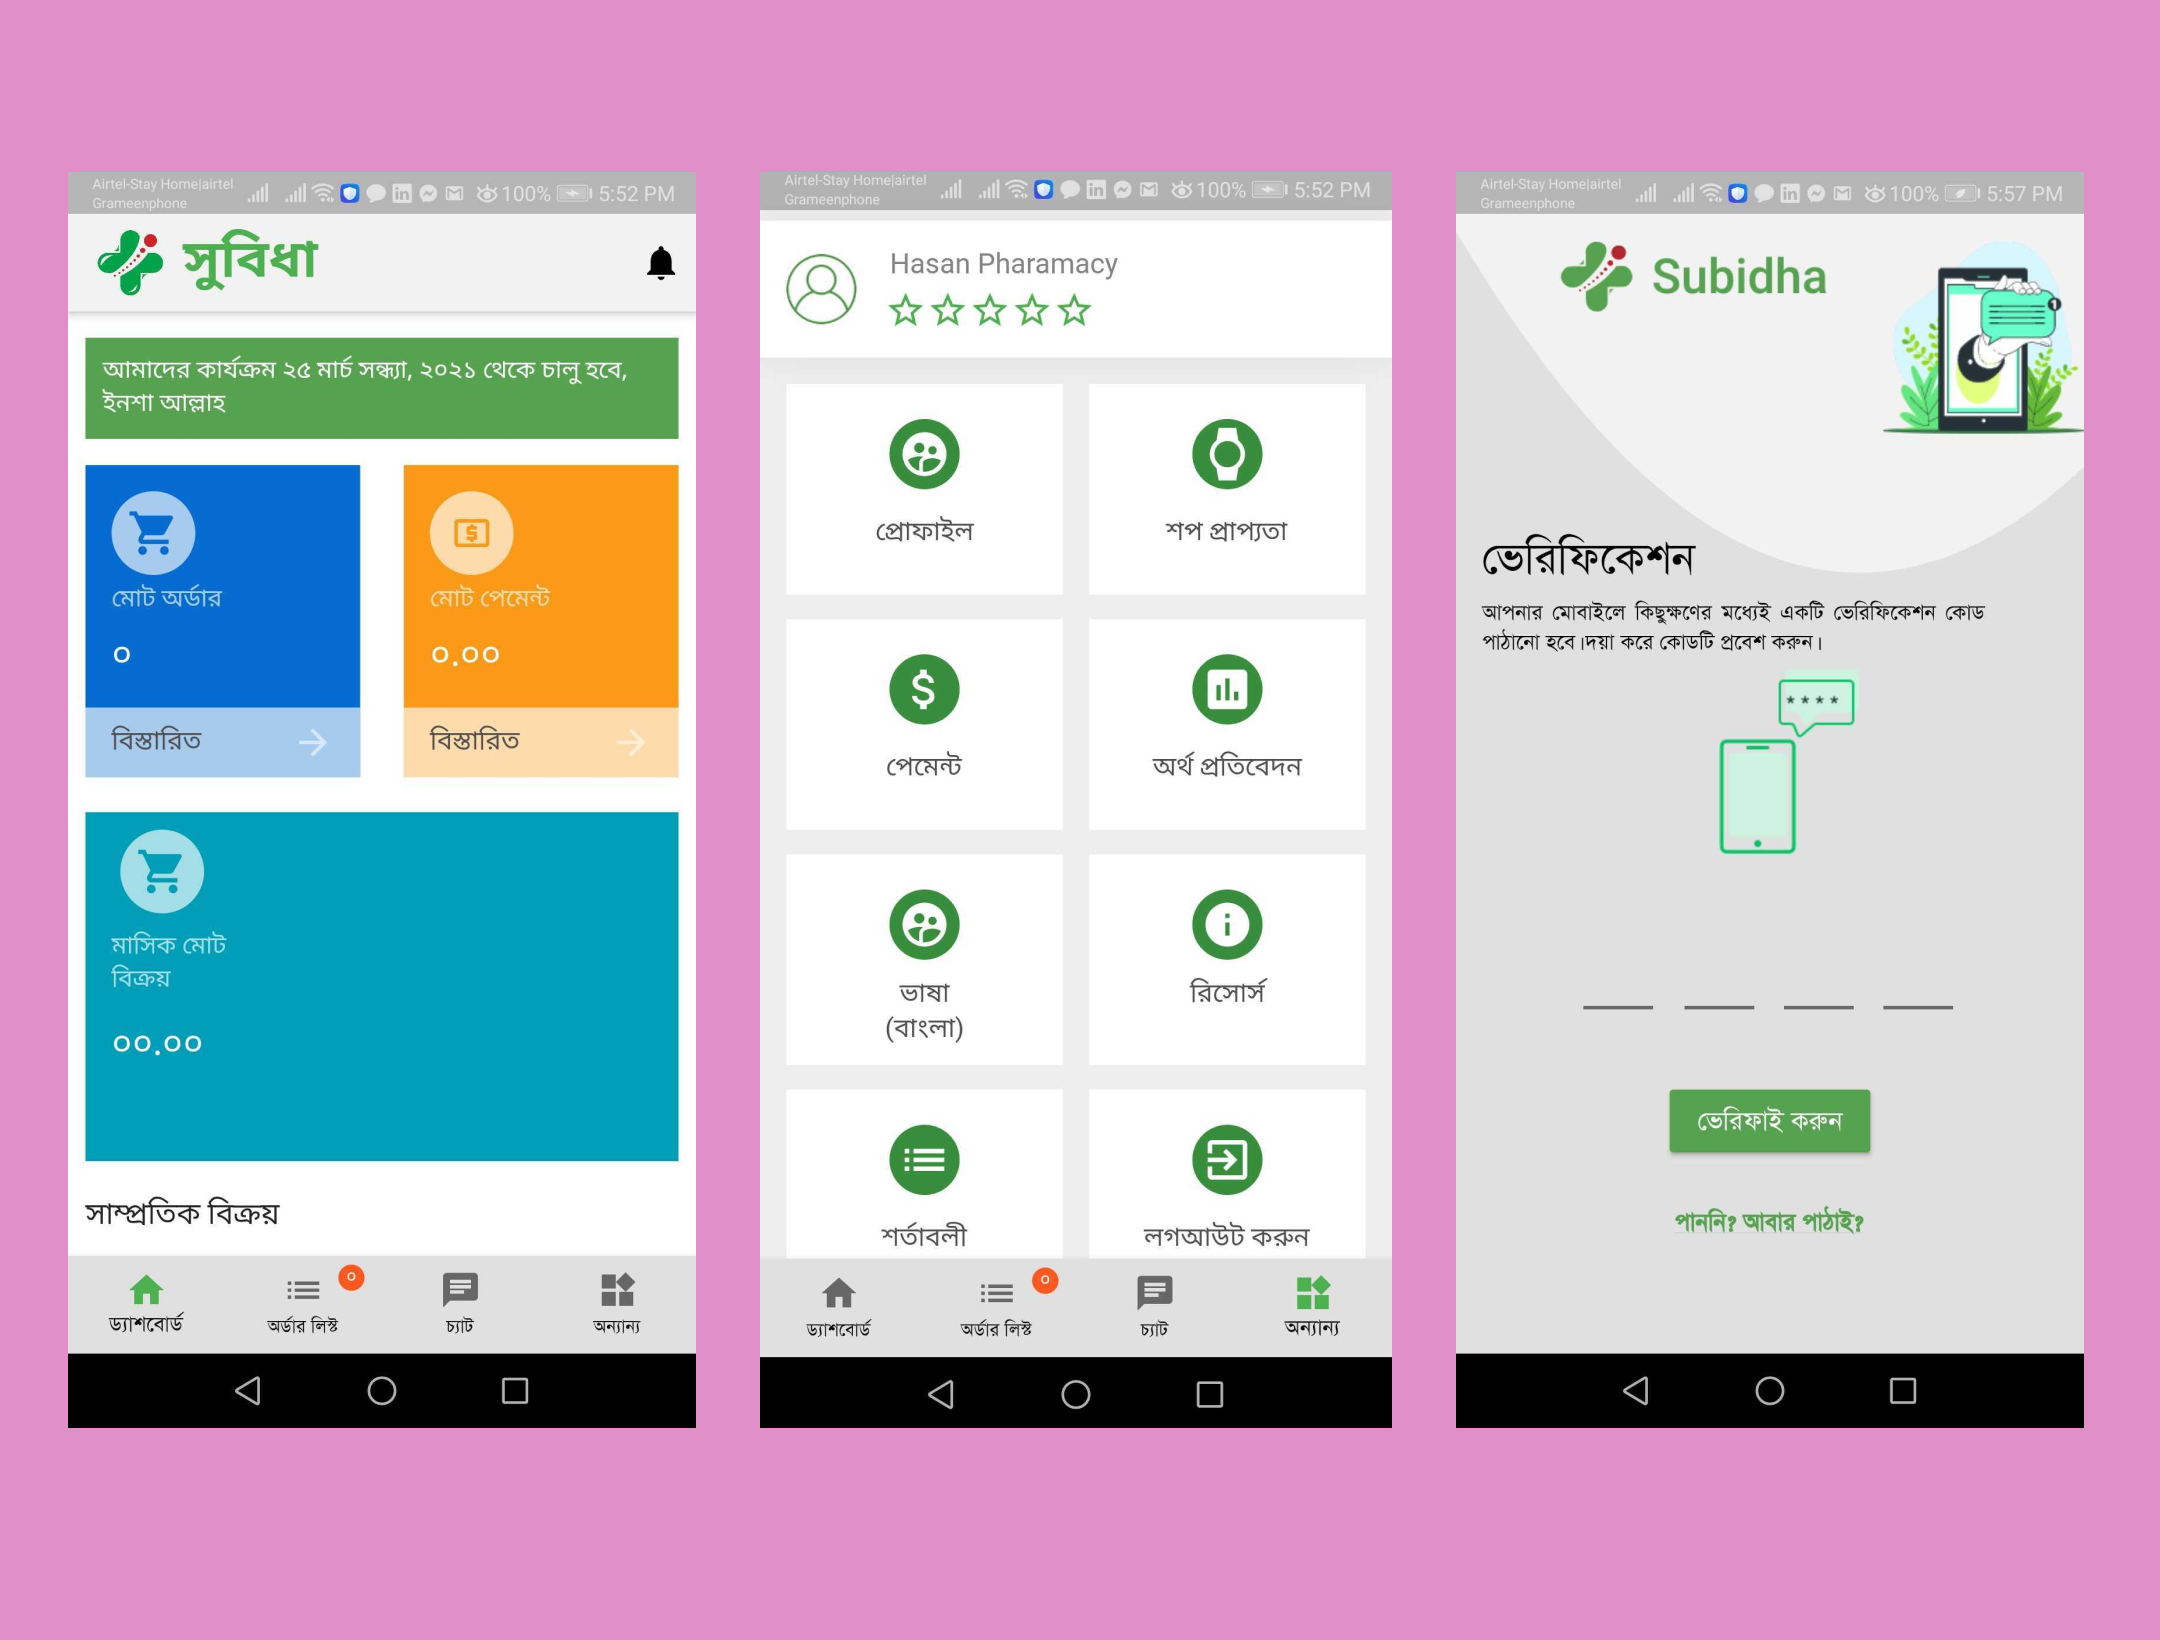 Airtel-Stay Home|airtel
Grameenphone
100% 5:52 PM
সুবিধা
আমাদের কার্যক্রম ২৫ মার্চ সন্ধ্যা, ২০২১ থেকে চালু হবে,
ইনশা আল্লাহ
মোট অর্ডার
০
বিস্তারিত
মোট পেমেন্ট
০.০০
বিস্তারিত
মাসিক মোট
বিক্রয়
০০.০০
সাম্প্রতিক বিক্রয়
০
ড্যাশবোর্ড
অর্ডার লিস্ট
চ্যাট
অন্যান্য
Airtel-Stay Home|airtel
Grameenphone
100% 5:52 PM
Hasan Pharamacy
প্রোফাইল
শপ প্রাপ্যতা
পেমেন্ট
অর্থ প্রতিবেদন
ভাষা
(বাংলা)
রিসোর্স
শর্তাবলী
লগআউট করুন
০
ড্যাশবোর্ড
অর্ডার লিস্ট
চ্যাট
অন্যান্য
Airtel-Stay Home|airtel
Grameenphone
100% 5:57 PM
Subidha
1
ভেরিফিকেশন
আপনার মোবাইলে কিছুক্ষণের মধ্যেই একটি ভেরিফিকেশন কোড
পাঠানো হবে।দয়া করে কোডটি প্রবেশ করুন।
****
ভেরিফাই করুন
পাননি? আবার পাঠাই?